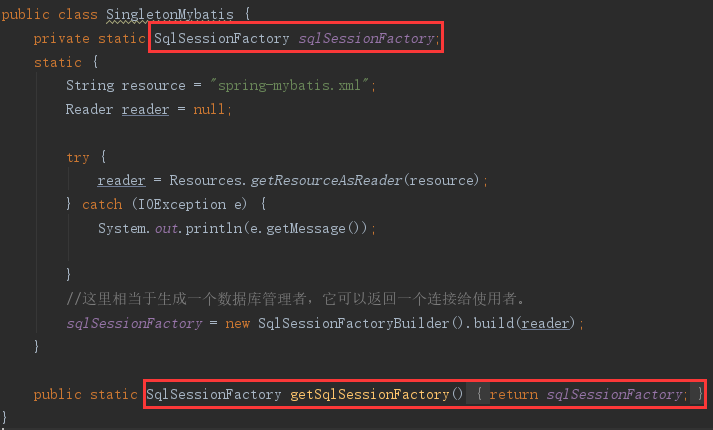 public class SingletonMybatis {
    private static SqlSessionFactory sqlSessionFactory;
    static {
        String resource = "spring-mybatis.xml";
        Reader reader = null;
        try {
            reader = Resources.getResourceAsReader(resource);
        } catch (IOException e) {
            System.out.println(e.getMessage());
        }
        //这里相当于生成一个数据库管理者，它可以返回一个连接给使用者。
        sqlSessionFactory = new SqlSessionFactoryBuilder().build(reader);
    }
    public static SqlSessionFactory getSqlSessionFactory() { return sqlSessionFactory; }
}